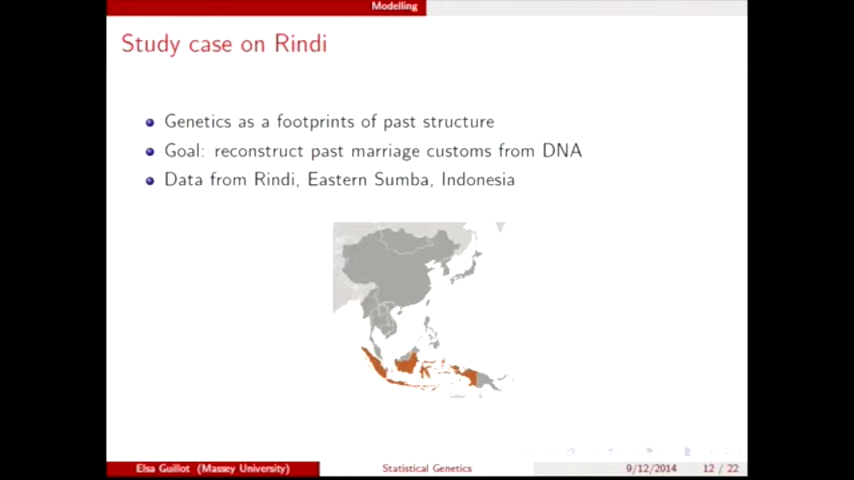 Modelling
Study case on Rindi
Genetics as a footprints of past structure
Goal: reconstruct past marriage customs from DNA
Data from Rindi, Eastern Sumba, Indonesia
Elsa Guillot (Massey University)
Statistical Genetics
9/12/2014
12 / 22